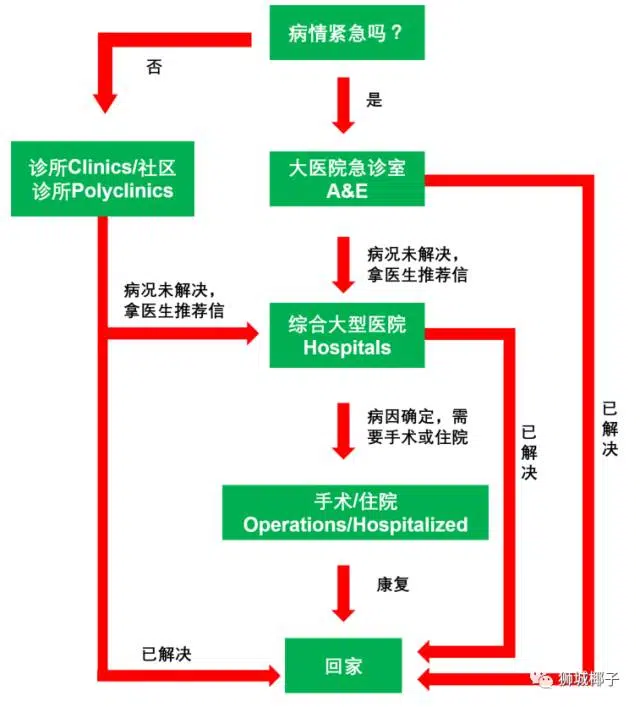 病情紧急吗？
否
是
诊所Clinics/社区
诊所Polyclinics
大医院急诊室
A&E
病况未解决，
拿医生推荐信
病况未解决，
拿医生推荐信
综合大型医院
Hospitals
病因确定，需
要手术或住院
已
解
决
已
解
决
手术/住院
Operations/Hospitalized
康复
已解决
回家
狮城椰子